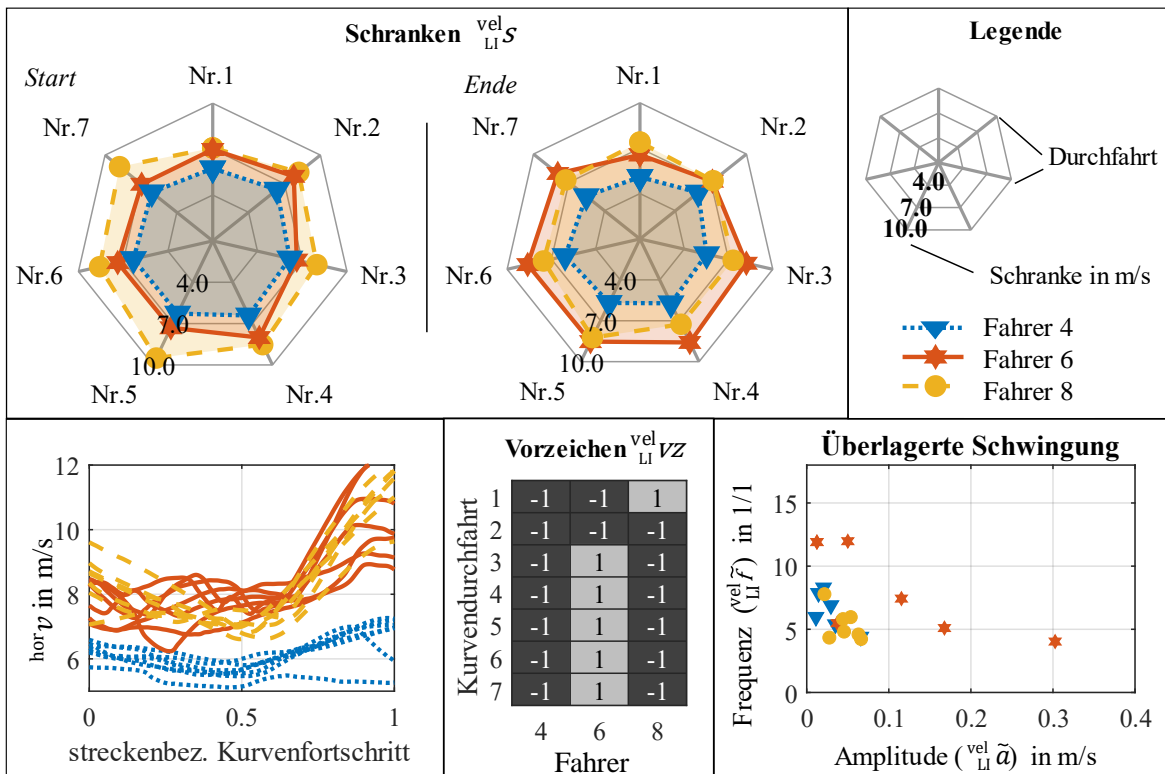 Schranken vel LI s
Start
Nr.1
Nr.2
Nr.3
Nr.4
Nr.5
Nr.6
Nr.7
4.0
7.0
10.0
Ende
Nr.1
Nr.2
Nr.3
Nr.4
Nr.5
Nr.6
Nr.7
4.0
7.0
10.0
Legende
4.0
7.0
10.0
Durchfahrt
Schranke in m/s
Fahrer 4
Fahrer 6
Fahrer 8
hor v in m/s
12
10
8
6
0 0.5 1
streckenbez. Kurvenfortschritt
Vorzeichen vel LI VZ
Kurvendurchfahrt
1 -1 -1 1
2 -1 -1 -1
3 -1 1 -1
4 -1 1 -1
-1 1 -1
6 -1 1 -1
7 -1 1 -1
4 6 8
Fahrer
Überlagerte Schwingung
Frequenz (vel LI f̃) in 1/1
15
10
5
0
0 0.1 0.2 0.3 0.4
Amplitude (vel LI ã) in m/s